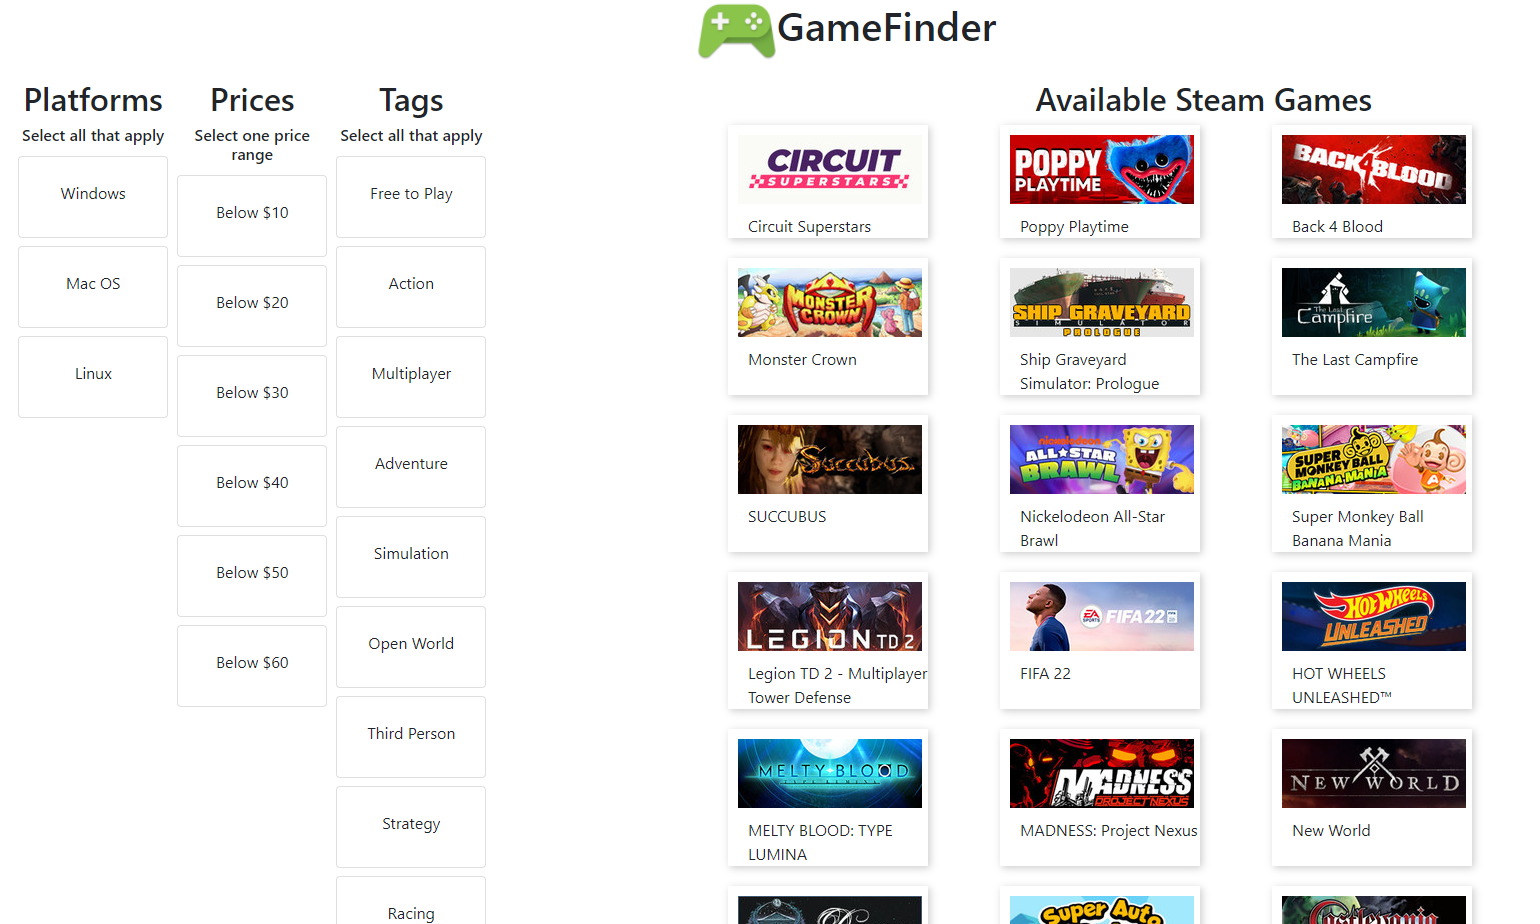 GameFinder
Platforms
Select all that apply
Windows
Mac OS
Linux
Prices
Select one price
range
Below $10
Below $20
Below $30
Below $40
Below $50
Below $60
Tags
Select all that apply
Free to Play
Action
Multiplayer
Adventure
Simulation
Open World
Third Person
Strategy
Racing
Available Steam Games
CIRCUIT
SUPERSTARS
Circuit Superstars
POPPY
PLAYTIME
Poppy Playtime
BACK 4 BLOOD
Back 4 Blood
MONSTER
CROWN
Monster Crown
SHIP GRAVEYARD
SIMULATOR
PROLOGUE
Ship Graveyard
Simulator: Prologue
The Last
Campfire
The Last Campfire
Succubus
SUCCUBUS
nickelodeon
ALL★STAR
BRAWL
Nickelodeon All-Star
Brawl
SUPER
MONKEY BALL
BANANA MANIA
Super Monkey Ball
Banana Mania
LEGION TD 2
Legion TD 2 - Multiplayer
Tower Defense
EA
SPORTS
FIFA 22
FIFA 22
HOT WHEELS
UNLEASHED
HOT WHEELS
UNLEASHED™
MELTY BLOOD
TYPE LUMINA
MELTY BLOOD: TYPE
LUMINA
MADNESS
PROJECT NEXUS
MADNESS: Project Nexus
NEW WORLD
New World
Super Auto
Castlevania